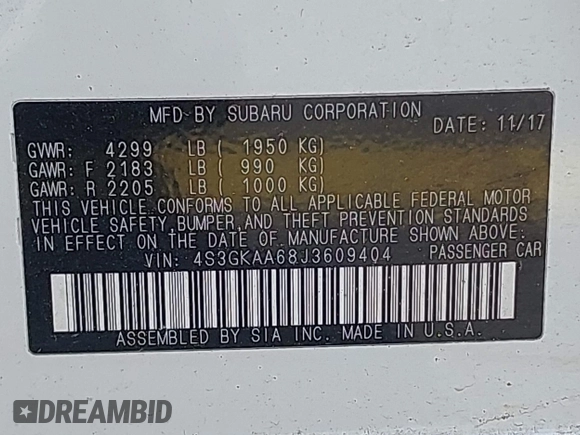 MFD BY SUBARU CORPORATION
DATE: 11/17
GVWR: 4299 LB ( 1950 KG)
GAWR: F 2183 LB ( 990 KG)
GAWR: R 2205 LB ( 1000 KG)
THIS VEHICLE CONFORMS TO ALL APPLICABLE FEDERAL MOTOR
VEHICLE SAFETY, BUMPER, AND THEFT PREVENTION STANDARDS
IN EFFECT ON THE DATE OF MANUFACTURE SHOWN ABOVE:
VIN: 4S3GKAA68J3609404 PASSENGER CAR
ASSEMBLED BY SIA INC. MADE IN U.S.A.
DREAMBID